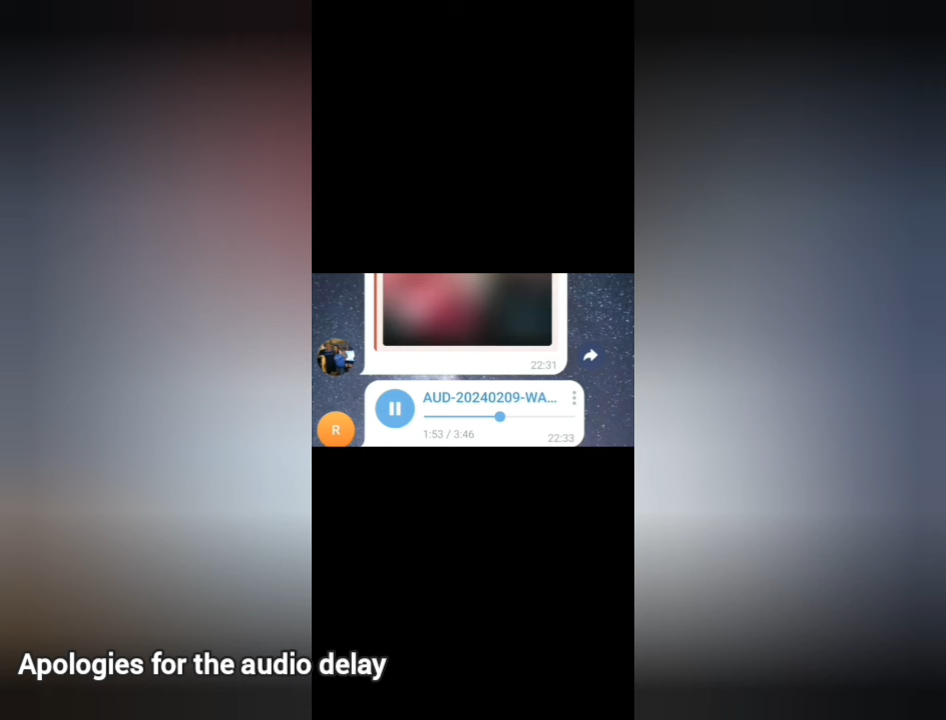 22:31
AUD-20240209-WA...
1:53 / 3:46
22:33
R
Apologies for the audio delay